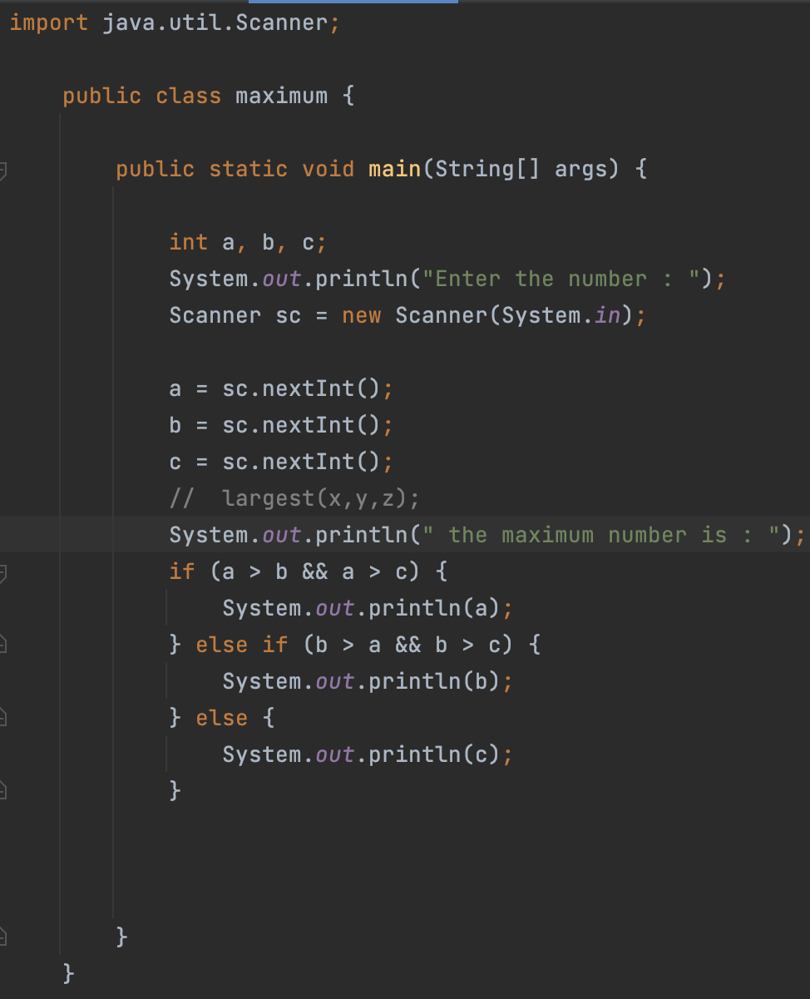 import java.util.Scanner;
public class maximum {
public static void main(String[] args) {
int a, b, c;
System.out.println("Enter the number : ");
Scanner sc = new Scanner(System.in);
a = sc.nextInt();
b = sc.nextInt();
c = sc.nextInt();
//  largest(x,y,z);
System.out.println(" the maximum number is : ");
if (a > b && a > c) {
System.out.println(a);
} else if (b > a && b > c) {
System.out.println(b);
} else {
System.out.println(c);
}
}
}